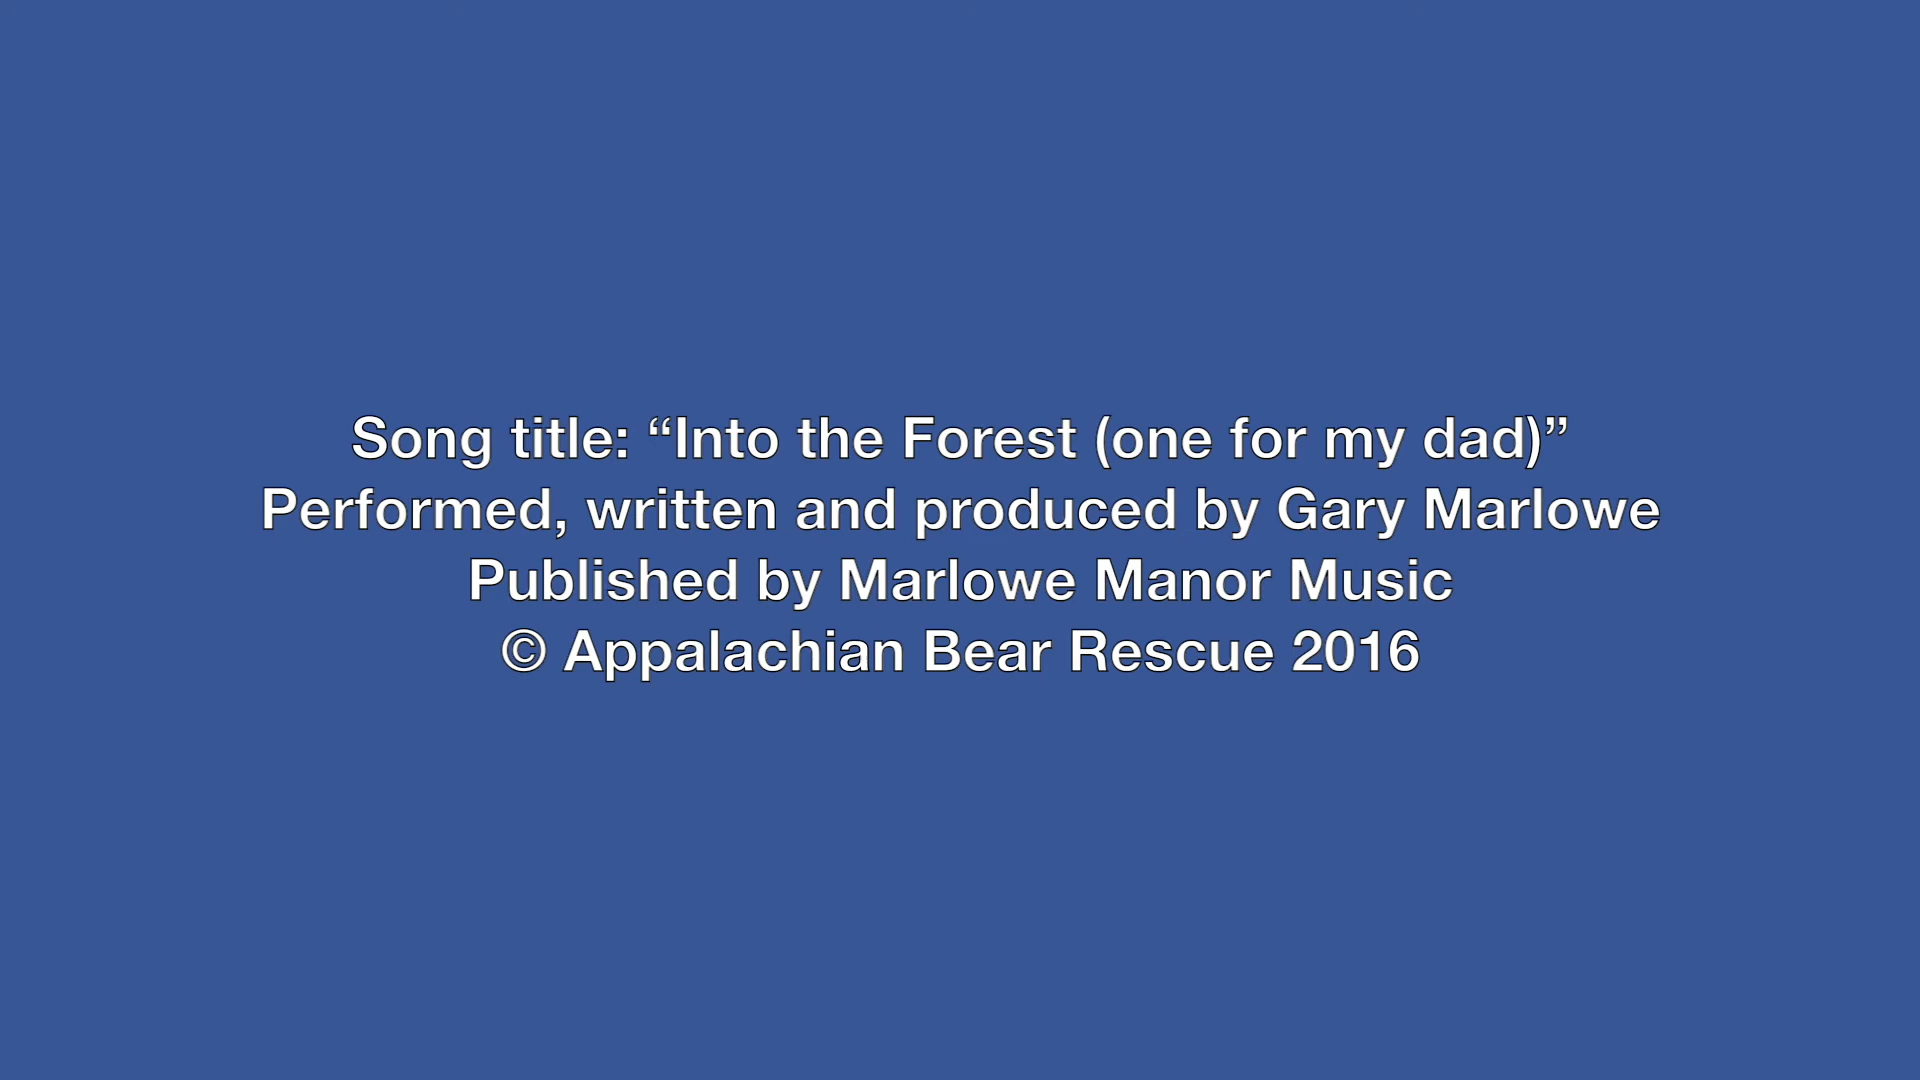 Song title: “Into the Forest (one for my dad)”
Performed, written and produced by Gary Marlowe
Published by Marlowe Manor Music
© Appalachian Bear Rescue 2016